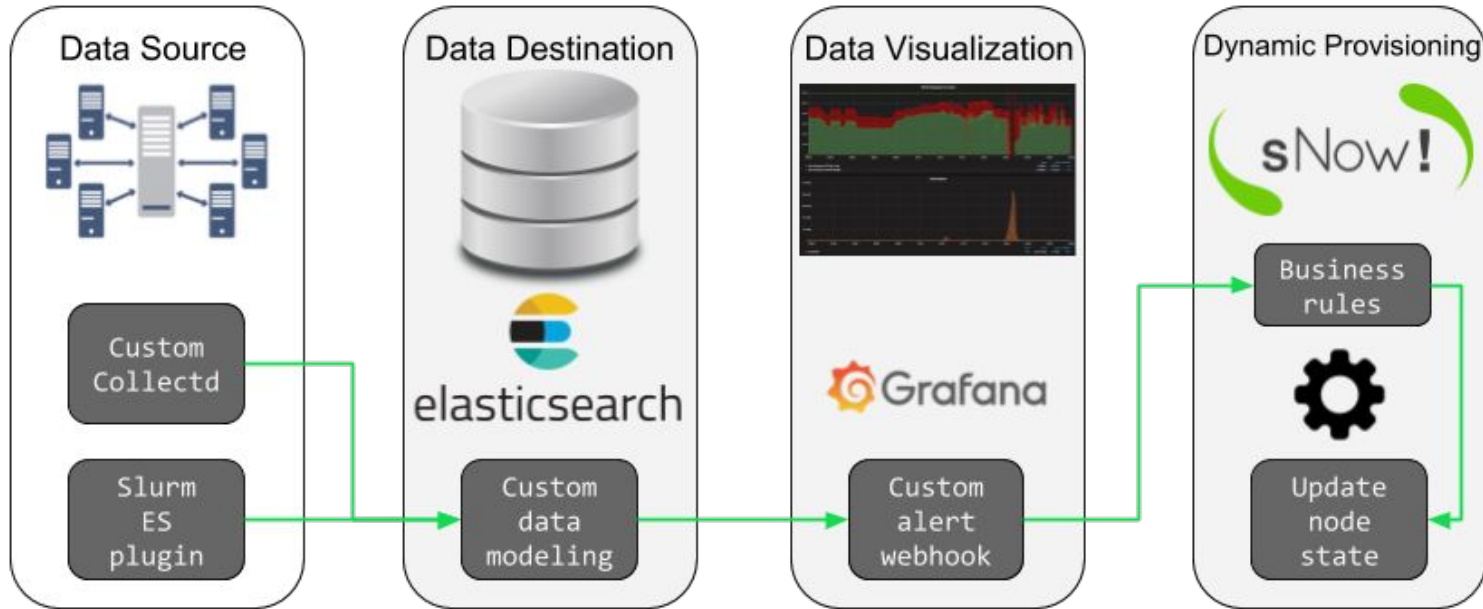 Data Source
Custom
Collectd
Slurm
ES
plugin
Data Destination
elasticsearch
Custom
data
modeling
Data Visualization
Grafana
Custom
alert
webhook
Dynamic Provisioning
sNow!
Business
rules
Update
node
state